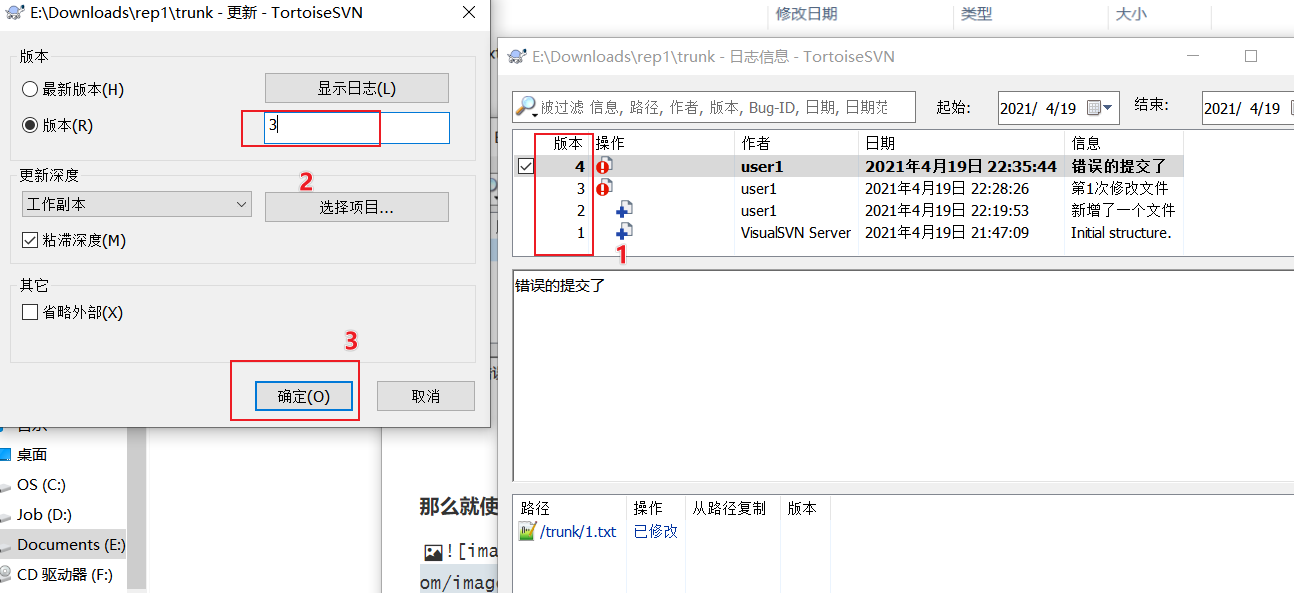 E:\Downloads\rep1\trunk - 更新 - TortoiseSVN
版本
最新版本(H)
显示日志(L)
版本(R)
3
更新深度
2
工作副本
选择项目...
粘滞深度(M)
其它
省略外部(X)
3
确定(O)
取消
桌面
OS (C:)
Job (D:)
Documents (E:)
CD 驱动器 (F:)
那么就使
![ima
om/image
修改日期 类型 大小
E:\Downloads\rep1\trunk - 日志信息 - TortoiseSVN
被过滤 信息, 路径, 作者, 版本, Bug-ID, 日期, 日期范
起始: 2021/ 4/19 结束: 2021/ 4/19
版本 操作 作者 日期 信息
4 user1 2021年4月19日 22:35:44 错误的提交了
3 user1 2021年4月19日 22:28:26 第1次修改文件
2 user1 2021年4月19日 22:19:53 新增了一个文件
1 VisualSVN Server 2021年4月19日 21:47:09 Initial structure.
1
错误的提交了
路径 操作 从路径复制 版本
/trunk/1.txt 已修改